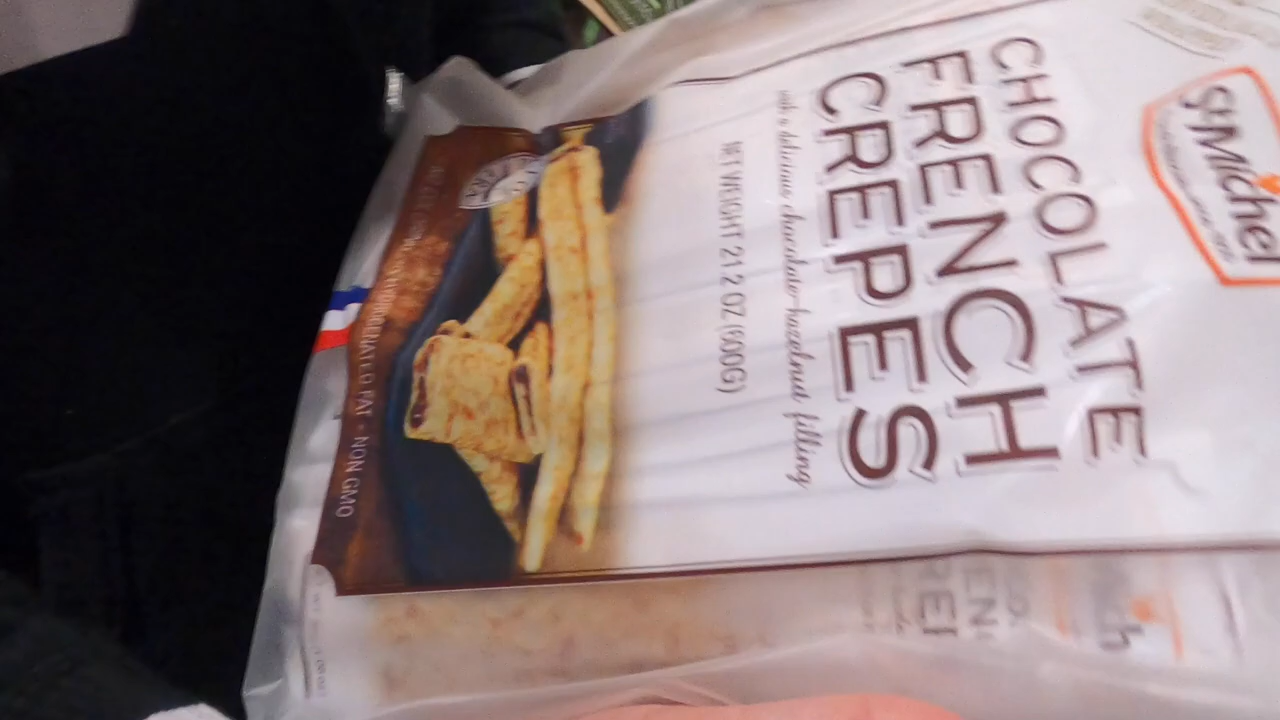 St Michel
CHOCOLATE
FRENCH
CREPES
with a delicious chocolate-hazelnut filling
NET WEIGHT 21.2 OZ (600G)
HYDROGENATED FAT - NON GMO